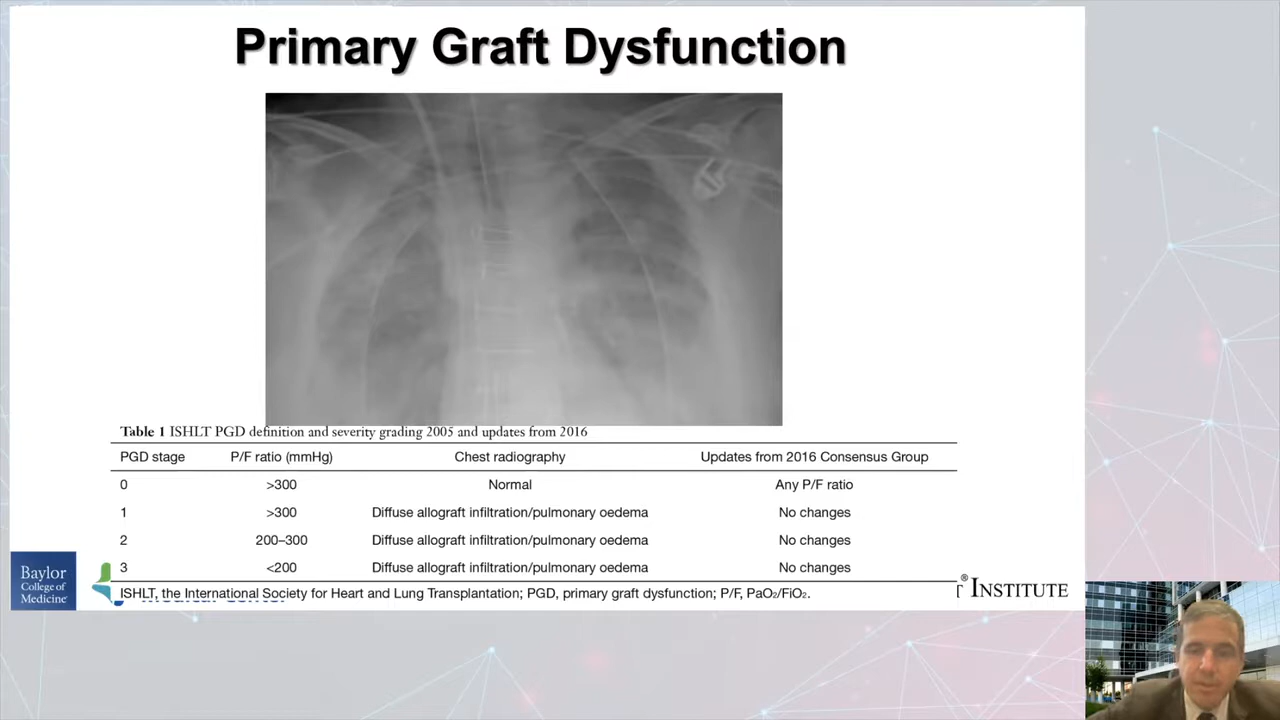 Primary Graft Dysfunction
Table 1 ISHLT PGD definition and severity grading 2005 and updates from 2016
PGD stage P/F ratio (mmHg) Chest radiography Updates from 2016 Consensus Group
0 >300 Normal Any P/F ratio
1 >300 Diffuse allograft infiltration/pulmonary oedema No changes
2 200–300 Diffuse allograft infiltration/pulmonary oedema No changes
3 <200 Diffuse allograft infiltration/pulmonary oedema No changes
ISHLT, the International Society for Heart and Lung Transplantation; PGD, primary graft dysfunction; P/F, PaO2/FiO2.
Baylor
College of
Medicine®
® INSTITUTE